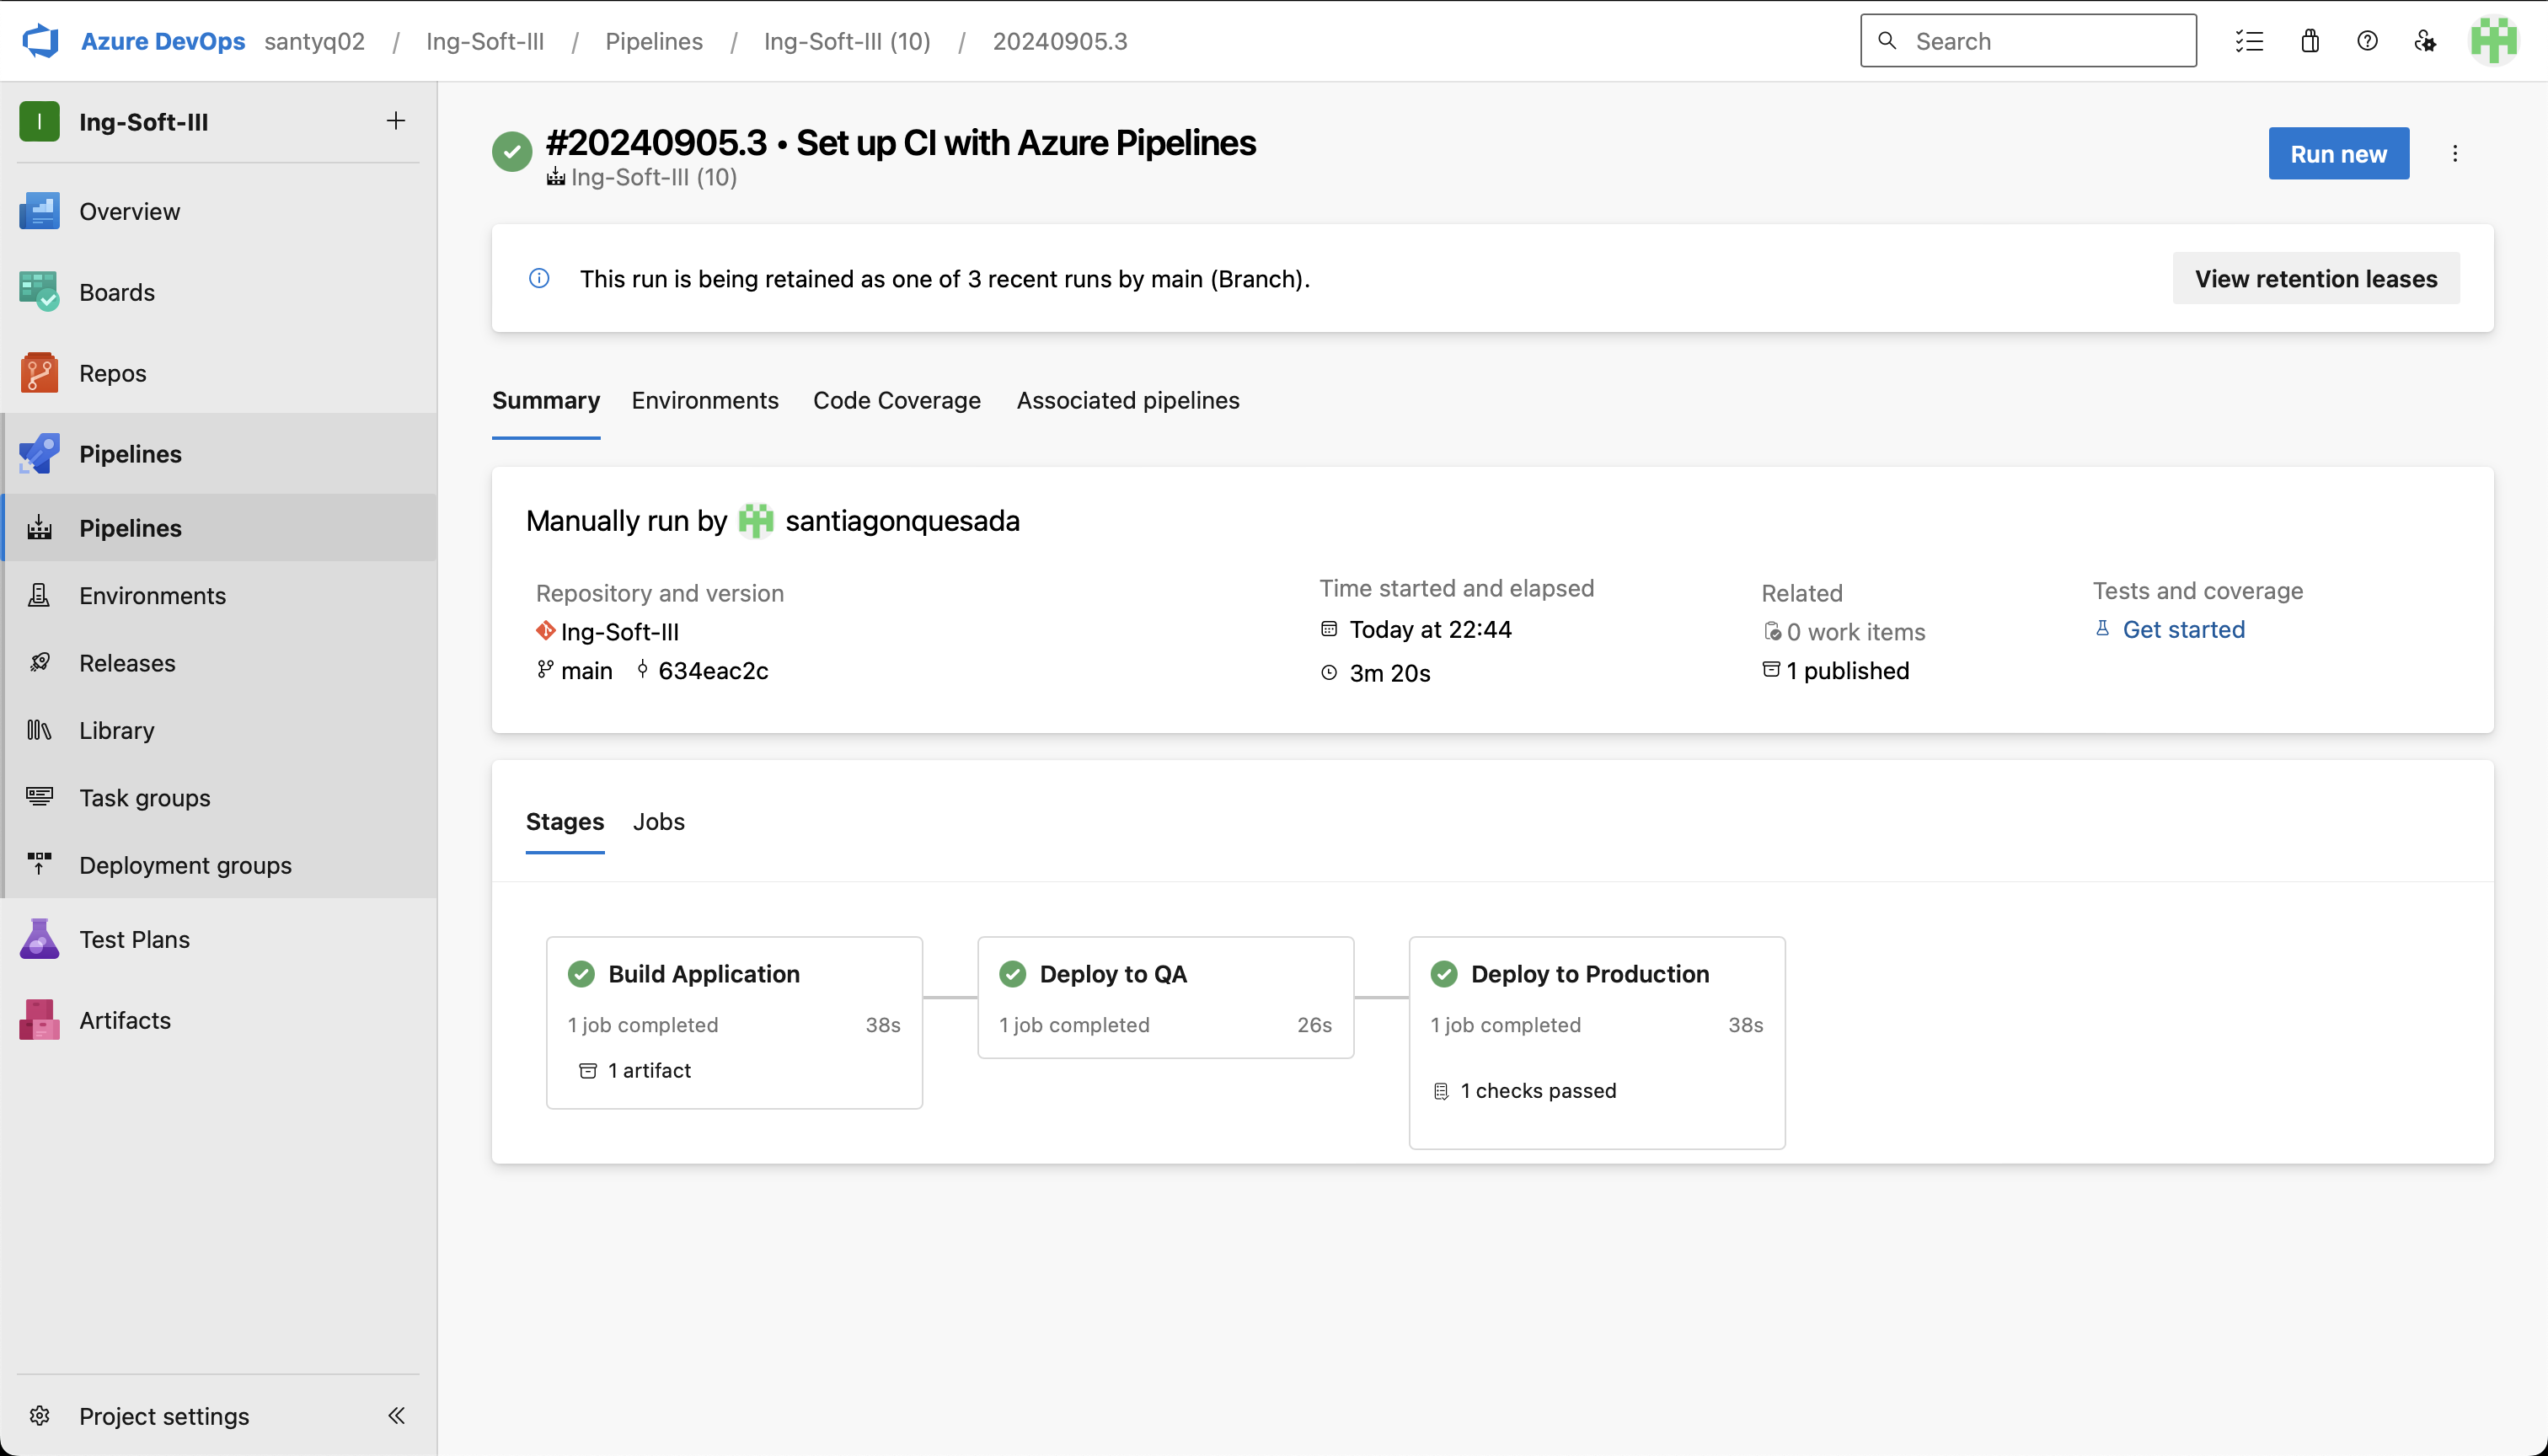 Azure DevOps santyq02 / Ing-Soft-III / Pipelines / Ing-Soft-III (10) / 20240905.3
Search
I Ing-Soft-III
Overview
Boards
Repos
Pipelines
Pipelines
Environments
Releases
Library
Task groups
Deployment groups
Test Plans
Artifacts
Project settings
#20240905.3 • Set up CI with Azure Pipelines
Ing-Soft-III (10)
Run new
This run is being retained as one of 3 recent runs by main (Branch).
View retention leases
Summary Environments Code Coverage Associated pipelines
Manually run by santiagonquesada
Repository and version
Ing-Soft-III
main 634eac2c
Time started and elapsed
Today at 22:44
3m 20s
Related
0 work items
1 published
Tests and coverage
Get started
Stages Jobs
Build Application
1 job completed 38s
1 artifact
Deploy to QA
1 job completed 26s
Deploy to Production
1 job completed 38s
1 checks passed